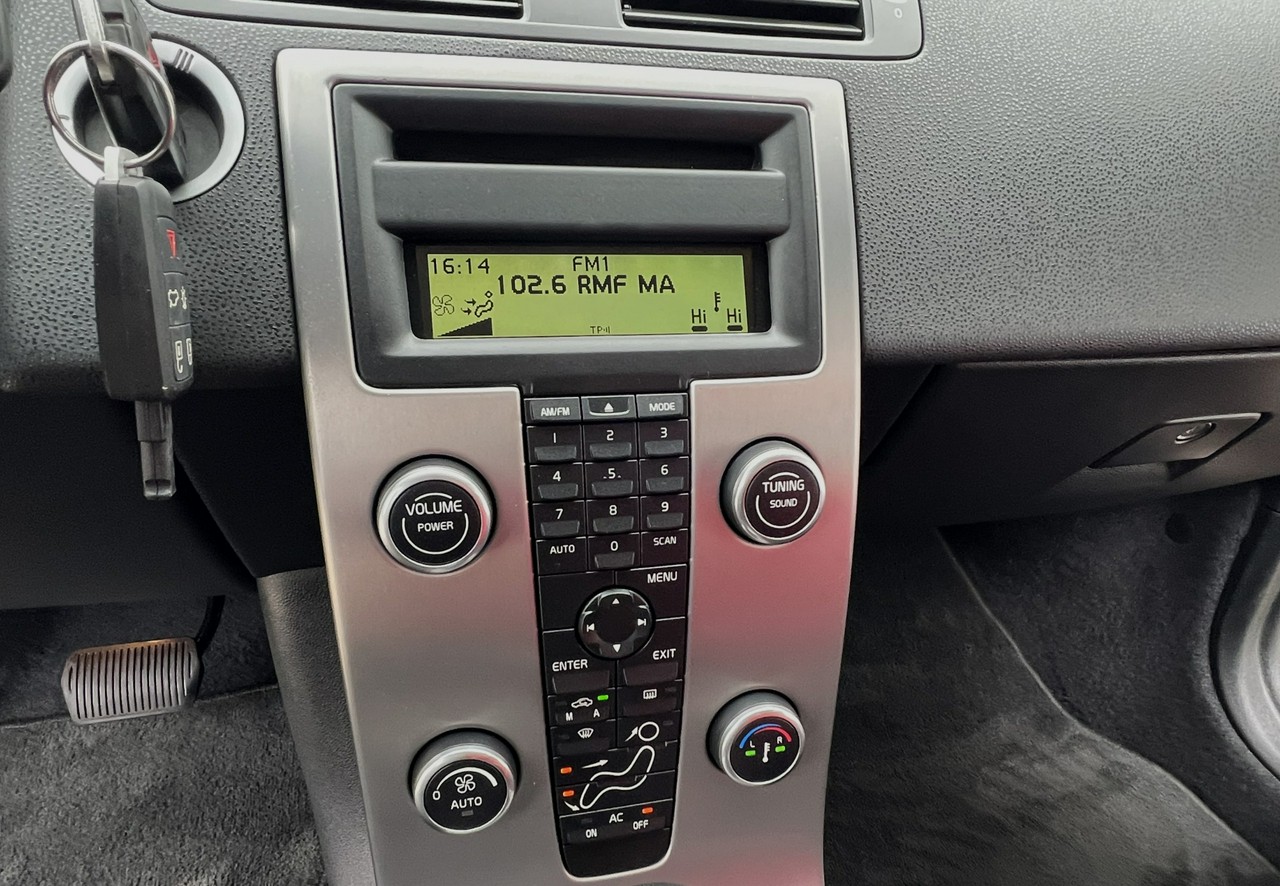 16:14 FM1
102.6 RMF MA
Hi Hi
TP
AM/FM MODE
1 2 3
4 .5. 6
7 8 9
AUTO 0 SCAN
VOLUME
POWER
TUNING
SOUND
MENU
ENTER EXIT
M A
0
AUTO
L R
AC
ON OFF